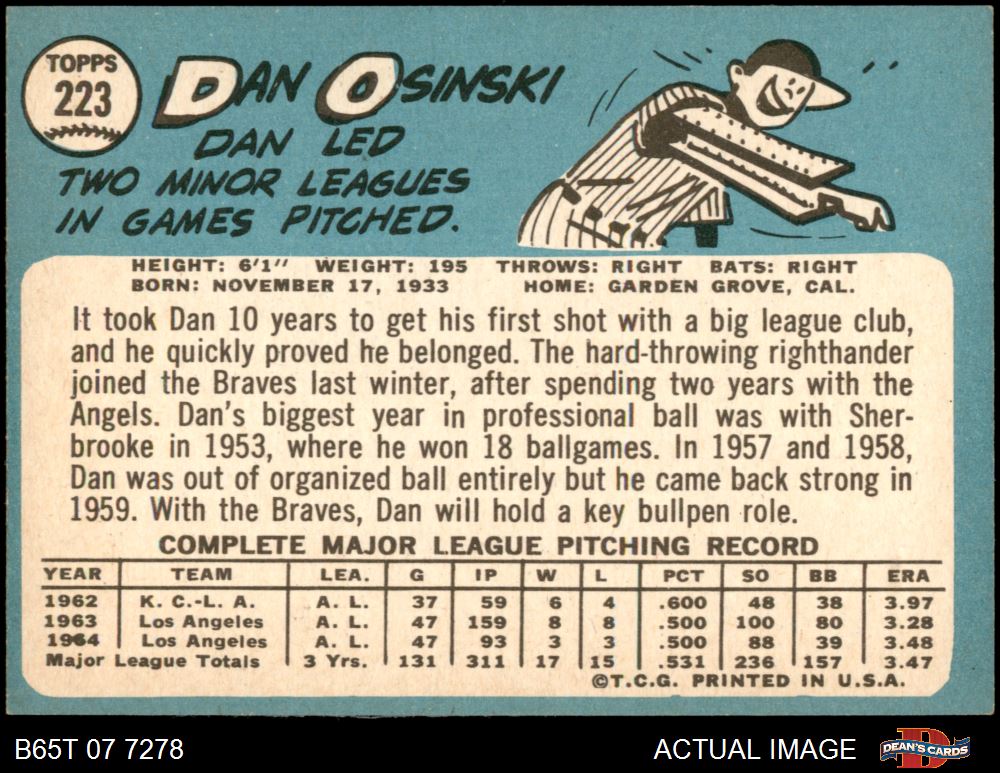 TOPPS
223
DAN OSINSKI
DAN LED
TWO MINOR LEAGUES
IN GAMES PITCHED.
HEIGHT: 6'1" WEIGHT: 195 THROWS: RIGHT BATS: RIGHT
BORN: NOVEMBER 17, 1933 HOME: GARDEN GROVE, CAL.
It took Dan 10 years to get his first shot with a big league club,
and he quickly proved he belonged. The hard-throwing righthander
joined the Braves last winter, after spending two years with the
Angels. Dan's biggest year in professional ball was with Sher-
brooke in 1953, where he won 18 ballgames. In 1957 and 1958,
Dan was out of organized ball entirely but he came back strong in
1959. With the Braves, Dan will hold a key bullpen role.
COMPLETE MAJOR LEAGUE PITCHING RECORD
YEAR TEAM LEA. G IP W L PCT SO BB ERA
1962 K. C.-L. A. A. L. 37 59 6 4 .600 48 38 3.97
1963 Los Angeles A. L. 47 159 8 8 .500 100 80 3.28
1964 Los Angeles A. L. 47 93 3 3 .500 88 39 3.48
Major League Totals 3 Yrs. 131 311 17 15 .531 236 157 3.47
©T.C.G. PRINTED IN U.S.A.
B65T 07 7278 ACTUAL IMAGE DEAN'S CARDS